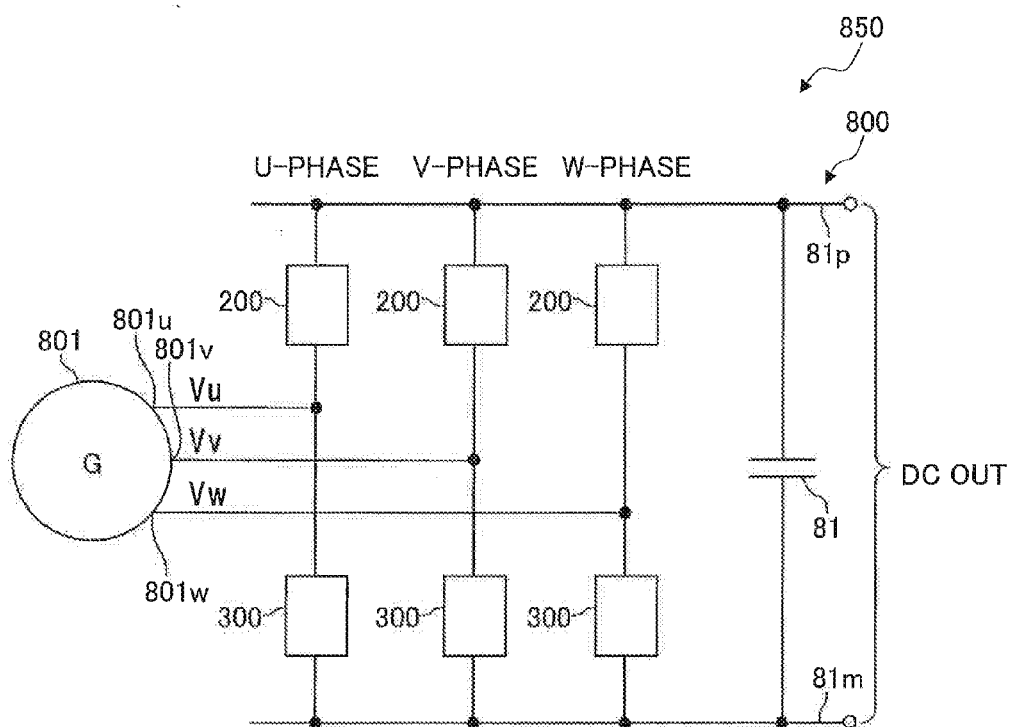 850
800
U-PHASE V-PHASE W-PHASE
81p
200 200 200
801u
801 801v
Vu
G Vv
DC OUT
Vw
81
801w
300 300 300
81m